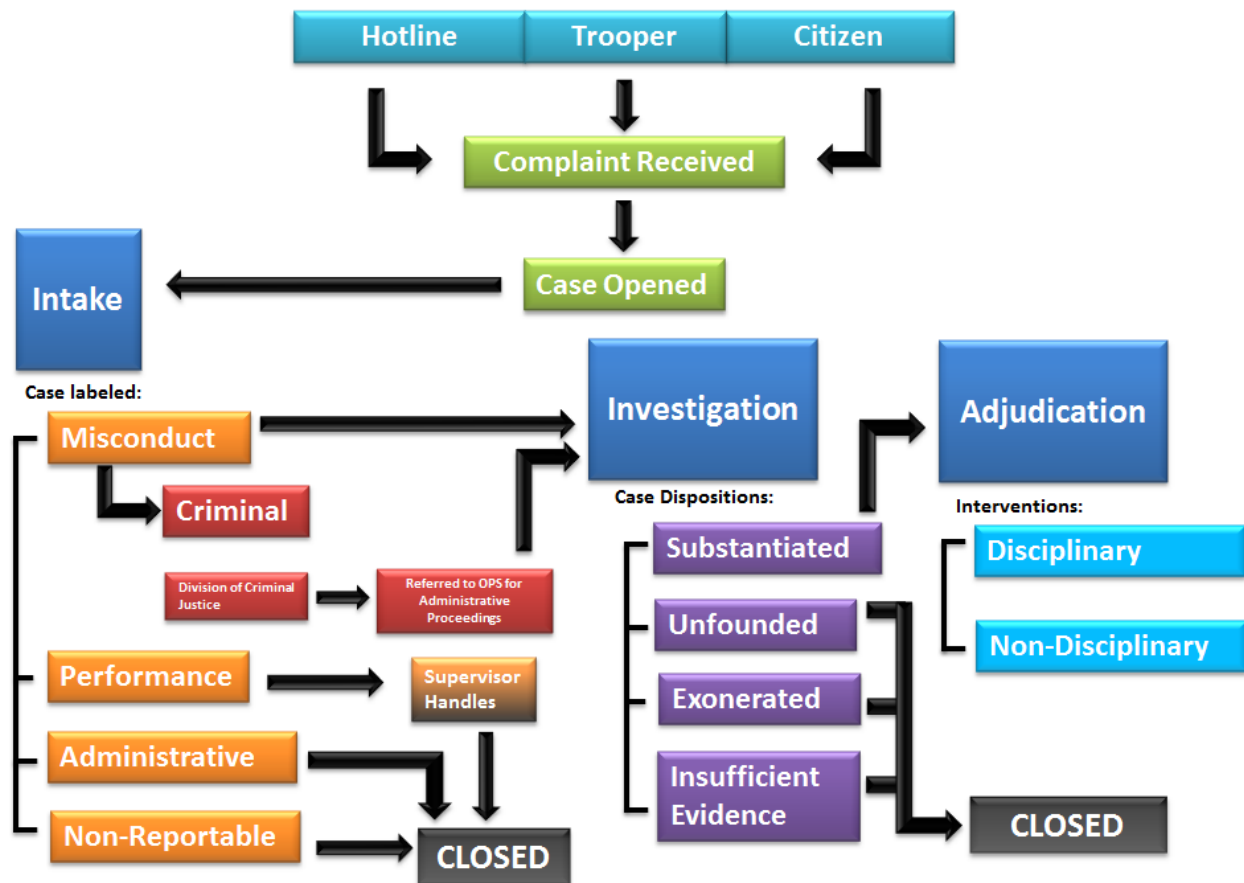 Hotline
Trooper
Citizen
Complaint Received
Case Opened
Intake
Case labeled:
Misconduct
Criminal
Division of Criminal
Justice
Referred to OPS for
Administrative
Proceedings
Performance
Supervisor
Handles
Administrative
Non-Reportable
CLOSED
Investigation
Case Dispositions:
Substantiated
Unfounded
Exonerated
Insufficient
Evidence
CLOSED
Adjudication
Interventions:
Disciplinary
Non-Disciplinary